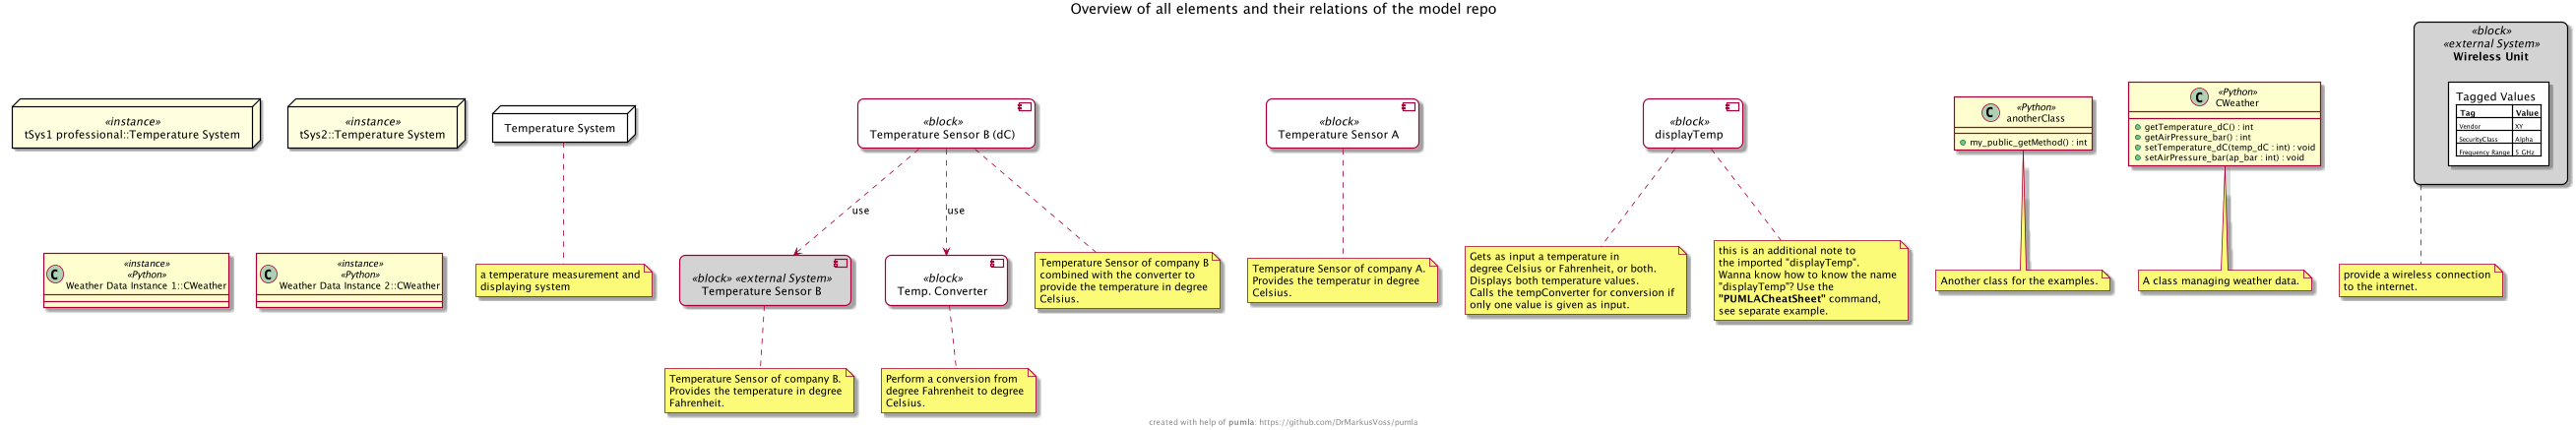 Overview of all elements and their relations of the model repo
«block»
«external System»
Wireless Unit
Tagged Values
Tag Value
Vendor XY
SecurityClass Alpha
Frequency Range 5 GHz
«instance»
tSys1 professional::Temperature System
«instance»
tSys2::Temperature System
Temperature System
«block»
Temperature Sensor B (dC)
«block»
Temperature Sensor A
«block»
displayTemp
C «Python»
anotherClass
my_public_getMethod() : int
C «Python»
CWeather
getTemperature_dC() : int
getAirPressure_bar() : int
setTemperature_dC(temp_dC : int) : void
setAirPressure_bar(ap_bar : int) : void
use
use
C «instance»
«Python»
Weather Data Instance 1::CWeather
C «instance»
«Python»
Weather Data Instance 2::CWeather
a temperature measurement and
displaying system
«block» «external System»
Temperature Sensor B
«block»
Temp. Converter
Temperature Sensor of company B
combined with the converter to
provide the temperature in degree
Celsius.
Temperature Sensor of company A.
Provides the temperatur in degree
Celsius.
Gets as input a temperature in
degree Celsius or Fahrenheit, or both.
Displays both temperature values.
Calls the tempConverter for conversion if
only one value is given as input.
this is an additional note to
the imported "displayTemp".
Wanna know how to know the name
"displayTemp"? Use the
"PUMLACheatSheet" command,
see separate example.
Another class for the examples.
A class managing weather data.
provide a wireless connection
to the internet.
Temperature Sensor of company B.
Provides the temperature in degree
Fahrenheit.
Perform a conversion from
degree Fahrenheit to degree
Celsius.
created with help of pumla: https://github.com/DrMarkusVoss/pumla